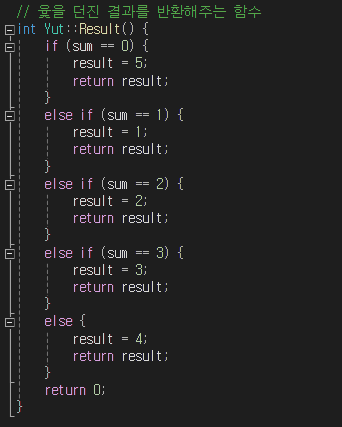 // 윷을 던진 결과를 반환해주는 함수
int Yut::Result() {
    if (sum == 0) {
        result = 5;
        return result;
    }
    else if (sum == 1) {
        result = 1;
        return result;
    }
    else if (sum == 2) {
        result = 2;
        return result;
    }
    else if (sum == 3) {
        result = 3;
        return result;
    }
    else {
        result = 4;
        return result;
    }
    return 0;
}